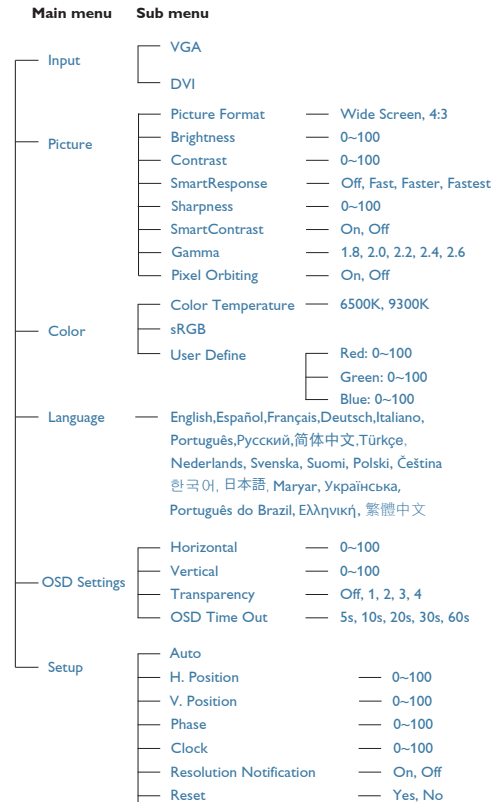 Main menu Sub menu
Input
VGA
DVI
Picture
Picture Format Wide Screen, 4:3
Brightness 0~100
Contrast 0~100
SmartResponse Off, Fast, Faster, Fastest
Sharpness 0~100
SmartContrast On, Off
Gamma 1.8, 2.0, 2.2, 2.4, 2.6
Pixel Orbiting On, Off
Color
Color Temperature 6500K, 9300K
sRGB
User Define Red: 0~100
Green: 0~100
Blue: 0~100
Language English,Español,Français,Deutsch,Italiano,
Português,Русский,简体中文,Türkçe,
Nederlands, Svenska, Suomi, Polski, Čeština
한국어, 日本語, Maryar, Українська,
Português do Brazil, Ελληνική, 繁體中文
OSD Settings
Horizontal 0~100
Vertical 0~100
Transparency Off, 1, 2, 3, 4
OSD Time Out 5s, 10s, 20s, 30s, 60s
Setup
Auto
H. Position 0~100
V. Position 0~100
Phase 0~100
Clock 0~100
Resolution Notification On, Off
Reset Yes, No